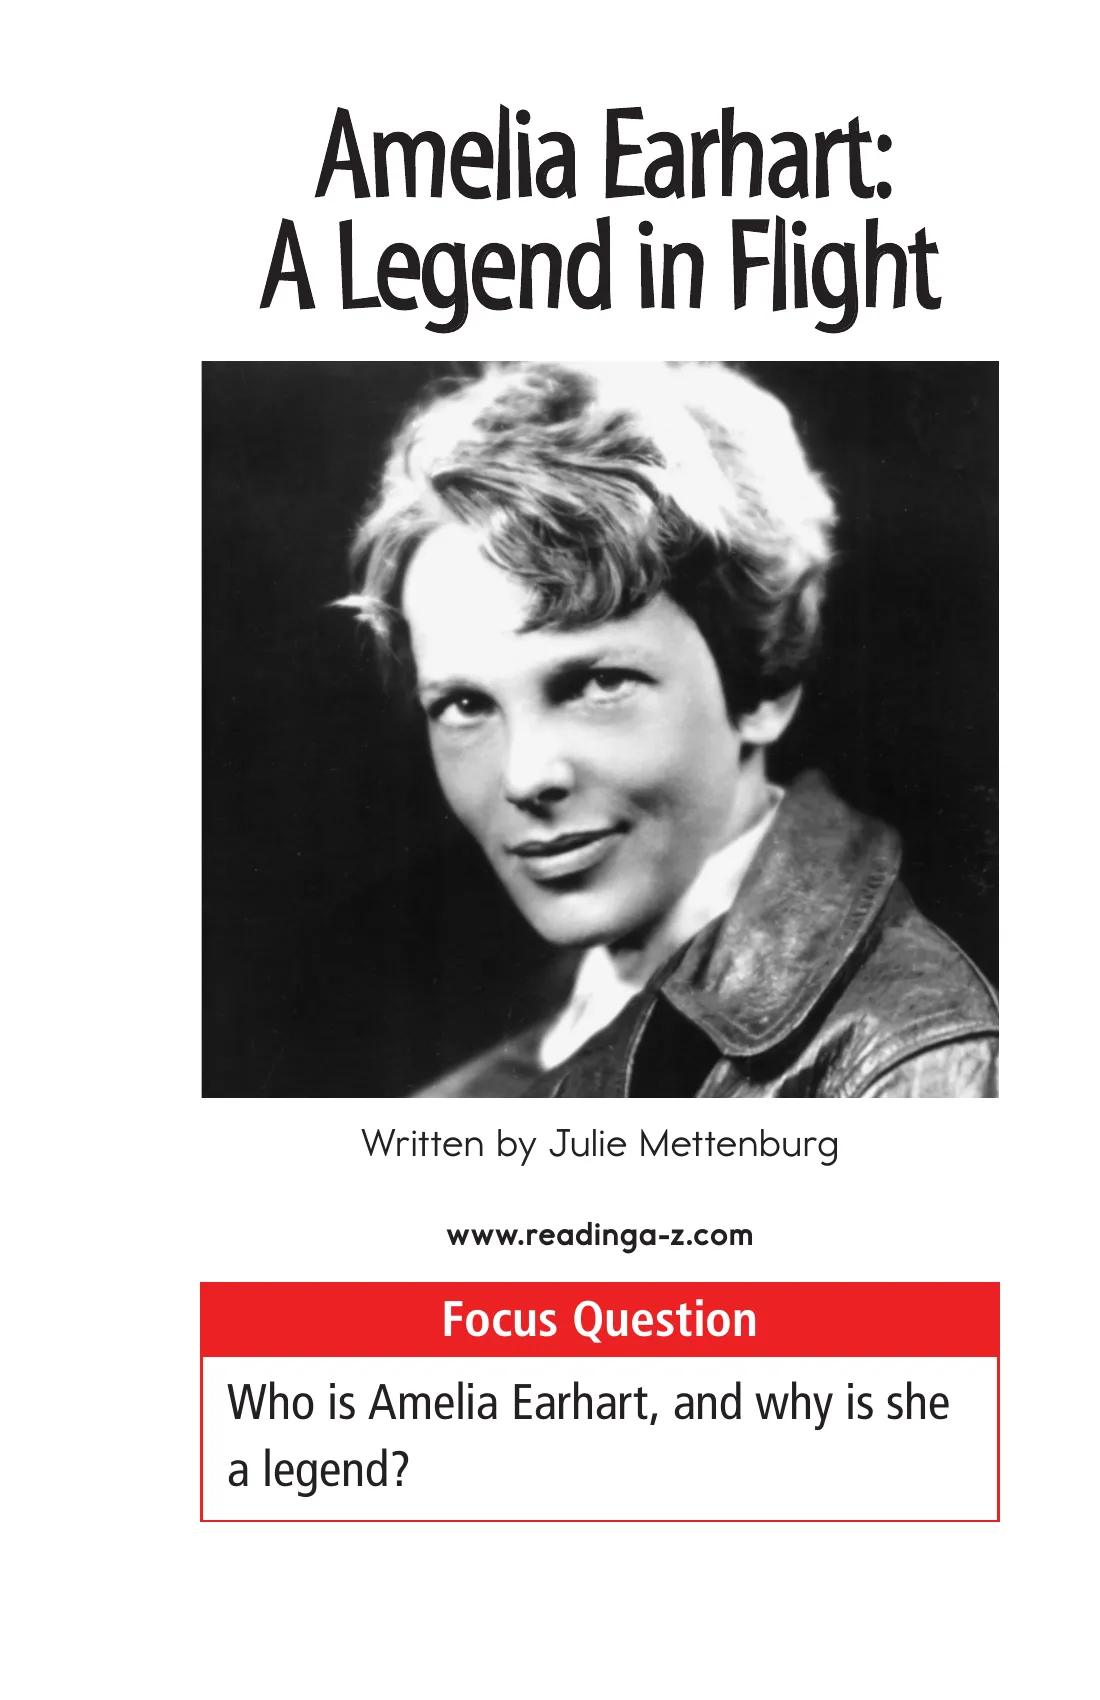 Amelia Earhart:
A Legend in Flight
Written by Julie Mettenburg
www.readinga-z.com
Focus Question
Who is Amelia Earhart, and why is she
a legend?